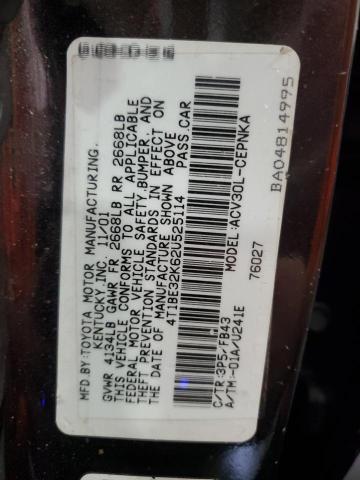 MFD.BY:TOYOTA MOTOR MANUFACTURING,
KENTUCKY,INC. 11/01
GVWR 4134LB GAWR FR 2668LB RR 2668LB
THIS VEHICLE CONFORMS TO ALL APPLICABLE
FEDERAL MOTOR VEHICLE SAFETY,BUMPER, AND
THEFT PREVENTION STANDARDS IN EFFECT ON
THE DATE OF MANUFACTURE SHOWN ABOVE
4T1BE32K62U525114 PASS.CAR
MODEL:ACV30L-CEPNKA
76027
C/TR:3P5/FB43
A/TM:-01A/U241E
BA04814995